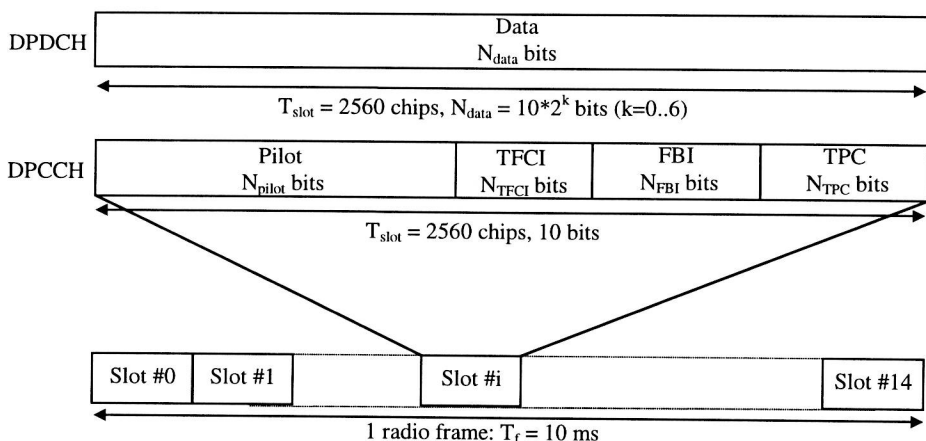 DPDCH
Data
N_data bits
T_slot = 2560 chips, N_data = 10*2^k bits (k=0..6)
DPCCH
Pilot
N_pilot bits
TFCI
N_TFCI bits
FBI
N_FBI bits
TPC
N_TPC bits
T_slot = 2560 chips, 10 bits
Slot #0
Slot #1
Slot #i
Slot #14
1 radio frame: T_f = 10 ms